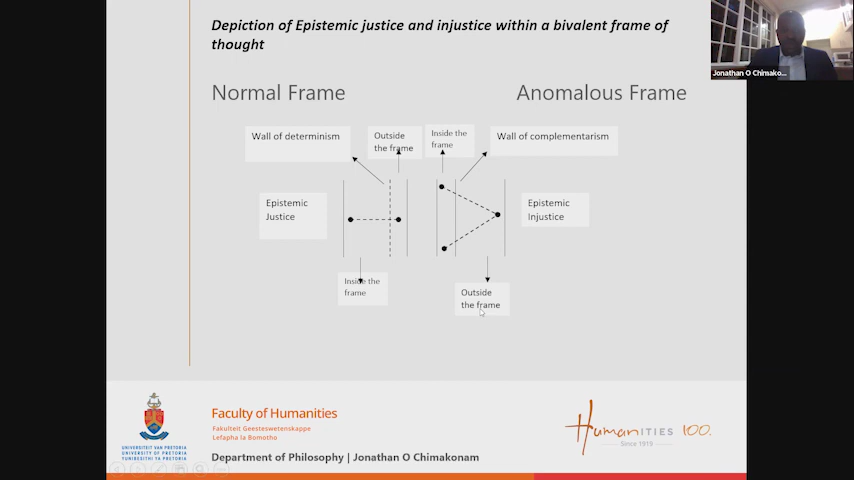 Depiction of Epistemic justice and injustice within a bivalent frame of
thought
Jonathan O Chimako...
Normal Frame
Anomalous Frame
Wall of determinism
Outside
the frame
Inside the
frame
Wall of complementarism
Epistemic
Justice
Epistemic
Injustice
Inside the
frame
Outside
the frame
Faculty of Humanities
Fakulteit Geesteswetenskappe
Lefapha la Bomotho
UNIVERSITEIT VAN PRETORIA
UNIVERSITY OF PRETORIA
YUNIBESITHI YA PRETORIA
Humanities 100.
Since 1919
Department of Philosophy | Jonathan O Chimakonam